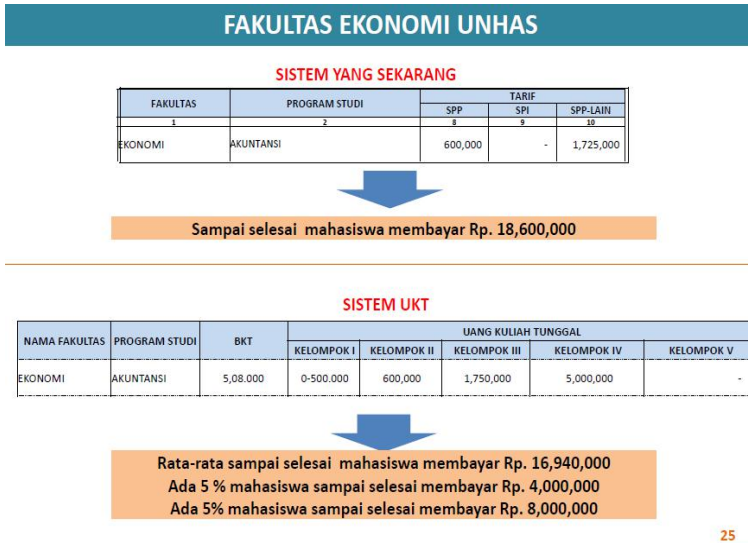 FAKULTAS EKONOMI UNHAS
SISTEM YANG SEKARANG
FAKULTAS PROGRAM STUDI TARIF
SPP SPI SPP-LAIN
1 2 8 9 10
EKONOMI AKUNTANSI 600,000 - 1,725,000
Sampai selesai mahasiswa membayar Rp. 18,600,000
SISTEM UKT
NAMA FAKULTAS PROGRAM STUDI BKT UANG KULIAH TUNGGAL
KELOMPOK I KELOMPOK II KELOMPOK III KELOMPOK IV KELOMPOK V
EKONOMI AKUNTANSI 5,08.000 0-500.000 600,000 1,750,000 5,000,000 -
Rata-rata sampai selesai mahasiswa membayar Rp. 16,940,000
Ada 5 % mahasiswa sampai selesai membayar Rp. 4,000,000
Ada 5% mahasiswa sampai selesai membayar Rp. 8,000,000
25